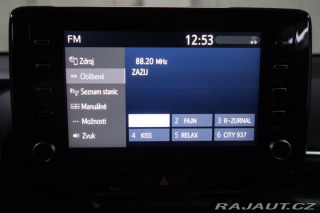 FM
12:53
Zdroj
Oblíbené
Seznam stanic
Manuálně
Možnosti
Zvuk
88.20 MHz
ZAZU
2 FAJN
3 R-ZURNAL
4 KISS
5 RELAX
6 CITY 937
RAJAUT.CZ